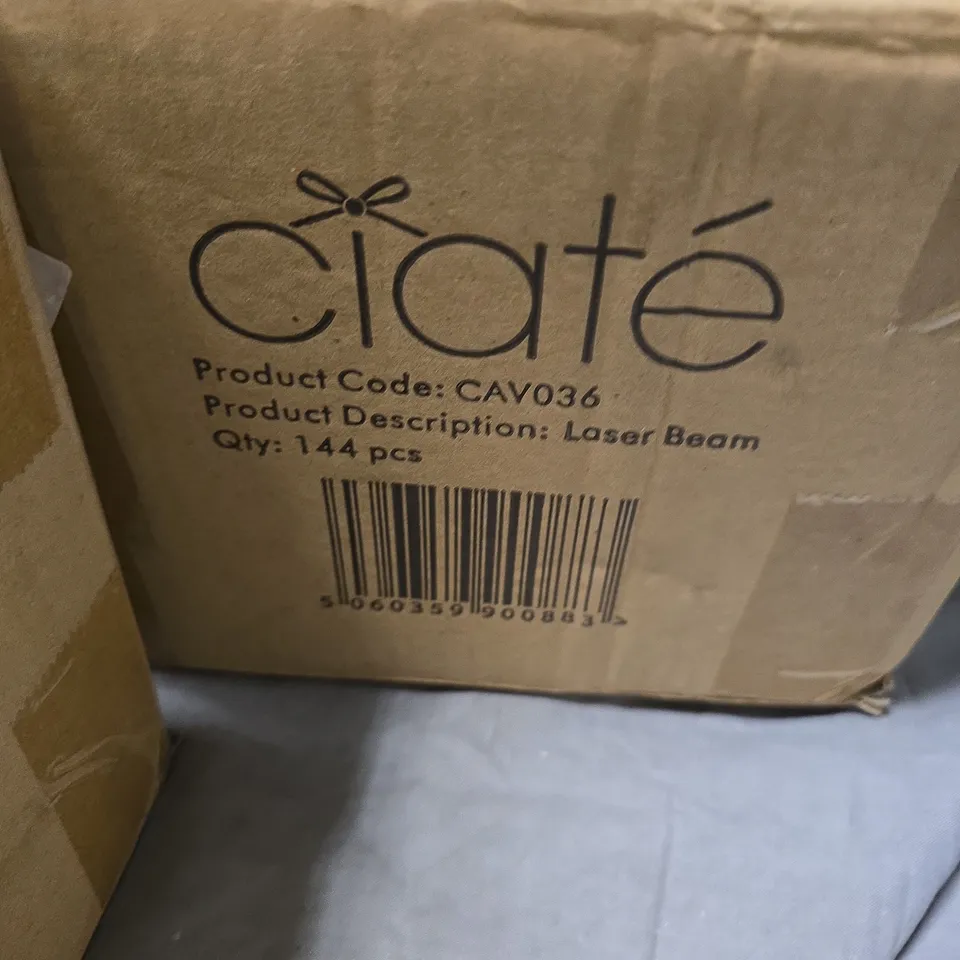 ciaté
Product Code: CAV036
Product Description: Laser Beam
Qty: 144 pcs
5 060359 900883 >